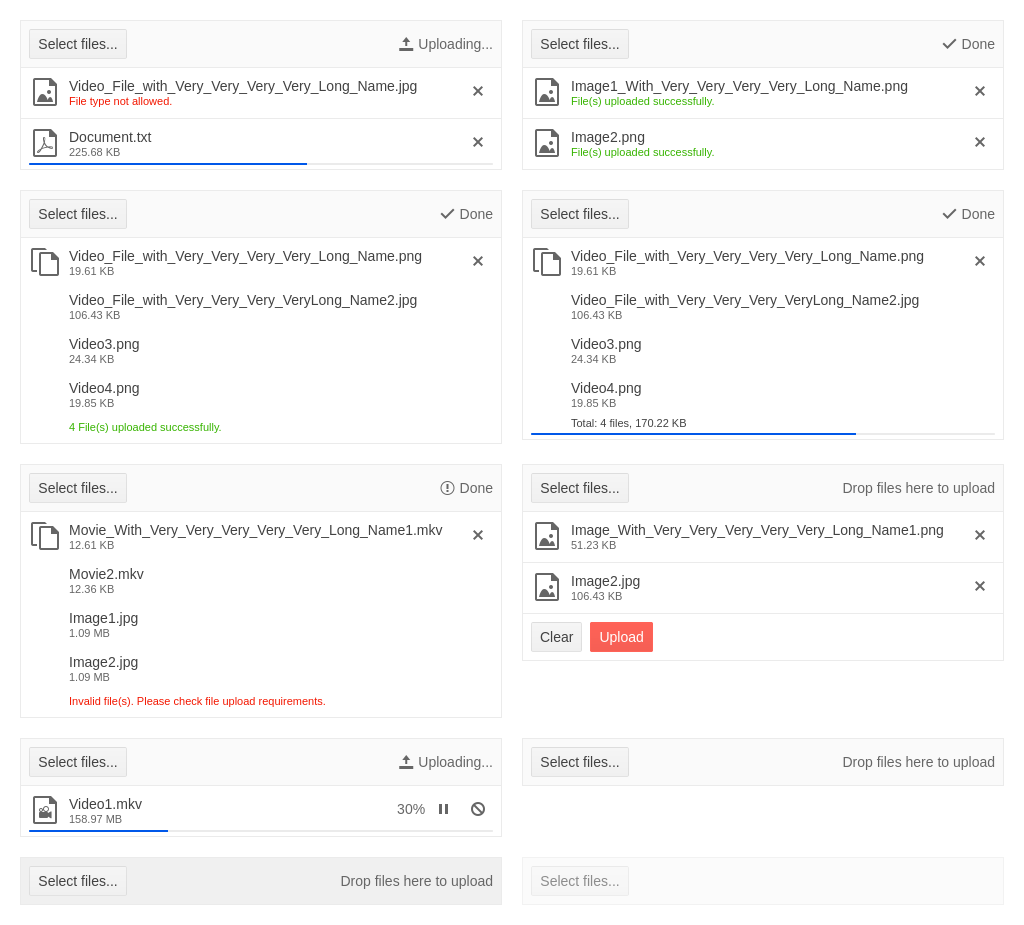 Select files...
Uploading...
Video_File_with_Very_Very_Very_Very_Long_Name.jpg
File type not allowed.
Document.txt
225.68 KB
Select files...
Done
Image1_With_Very_Very_Very_Very_Long_Name.png
File(s) uploaded successfully.
Image2.png
File(s) uploaded successfully.
Select files...
Done
Video_File_with_Very_Very_Very_Very_Long_Name.png
19.61 KB
Video_File_with_Very_Very_Very_VeryLong_Name2.jpg
106.43 KB
Video3.png
24.34 KB
Video4.png
19.85 KB
4 File(s) uploaded successfully.
Select files...
Done
Video_File_with_Very_Very_Very_Very_Long_Name.png
19.61 KB
Video_File_with_Very_Very_Very_VeryLong_Name2.jpg
106.43 KB
Video3.png
24.34 KB
Video4.png
19.85 KB
Total: 4 files, 170.22 KB
Select files...
Done
Movie_With_Very_Very_Very_Very_Very_Long_Name1.mkv
12.61 KB
Movie2.mkv
12.36 KB
Image1.jpg
1.09 MB
Image2.jpg
1.09 MB
Invalid file(s). Please check file upload requirements.
Select files...
Drop files here to upload
Image_With_Very_Very_Very_Very_Very_Long_Name1.png
51.23 KB
Image2.jpg
106.43 KB
Clear
Upload
Select files...
Uploading...
Video1.mkv
158.97 MB
30%
Select files...
Drop files here to upload
Select files...
Drop files here to upload
Select files...